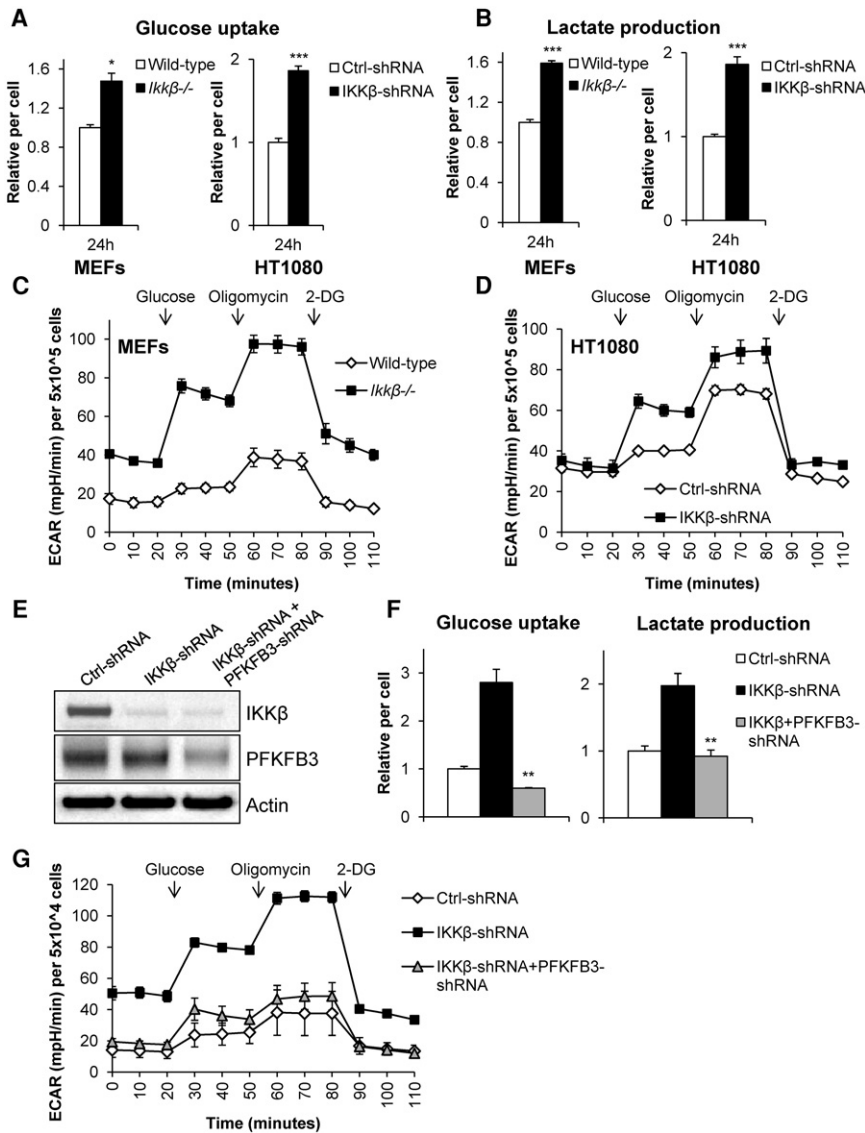 A
Glucose uptake
Relative per cell
1.6
1.2
0.8
0.4
0
*
24h
MEFs
Wild-type
Ikkβ-/-
Relative per cell
2
1
0
***
24h
HT1080
Ctrl-shRNA
IKKβ-shRNA
B
Lactate production
Relative per cell
1.6
1.2
0.8
0.4
0
***
24h
MEFs
Wild-type
Ikkβ-/-
Relative per cell
2
1
0
***
24h
HT1080
Ctrl-shRNA
IKKβ-shRNA
C
Glucose Oligomycin 2-DG
MEFs
ECAR (mpH/min) per 5x10^5 cells
100
80
60
40
20
0
0 10 20 30 40 50 60 70 80 90 100 110
Time (minutes)
Wild-type
Ikkβ-/-
D
Glucose Oligomycin 2-DG
HT1080
ECAR (mpH/min) per 5x10^5 cells
100
80
60
40
20
0
0 10 20 30 40 50 60 70 80 90 100 110
Time (minutes)
Ctrl-shRNA
IKKβ-shRNA
E
Ctrl-shRNA
IKKβ-shRNA
IKKβ-shRNA +
PFKFB3-shRNA
IKKβ
PFKFB3
Actin
F
Glucose uptake
Relative per cell
3
2
1
0
**
Lactate production
2
1
0
**
Ctrl-shRNA
IKKβ-shRNA
IKKβ+PFKFB3-
shRNA
G
Glucose Oligomycin 2-DG
ECAR (mpH/min) per 5x10^4 cells
120
100
80
60
40
20
0
0 10 20 30 40 50 60 70 80 90 100 110
Time (minutes)
Ctrl-shRNA
IKKβ-shRNA
IKKβ-shRNA+PFKFB3-
shRNA